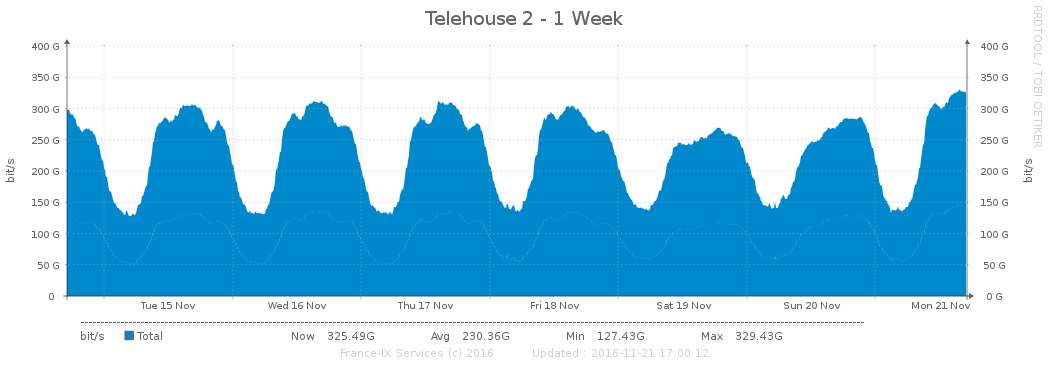 Telehouse 2 - 1 Week
RRDTOOL / TOBI OETIKER
400 G 400 G
350 G 350 G
300 G 300 G
250 G 250 G
200 G 200 G
150 G 150 G
100 G 100 G
50 G 50 G
0 0 G
bit/s bit/s
Tue 15 Nov Wed 16 Nov Thu 17 Nov Fri 18 Nov Sat 19 Nov Sun 20 Nov Mon 21 Nov
bit/s Total Now 325.49G Avg 230.36G Min 127.43G Max 329.43G
France-IX Services (c) 2016 Updated : 2016-11-21 17:00:12